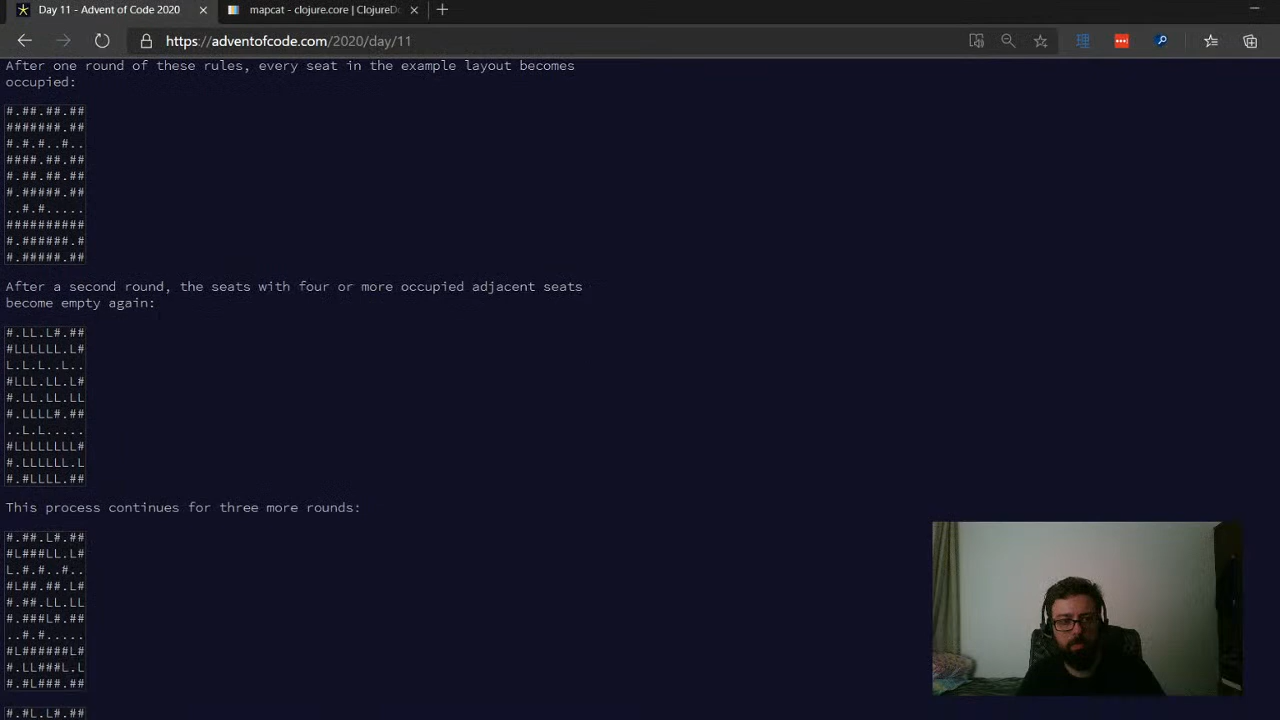 Day 11 - Advent of Code 2020
mapcat - clojure.core | ClojureDo
https://adventofcode.com/2020/day/11
After one round of these rules, every seat in the example layout becomes
occupied:
#.##.##.##
#######.##
#.#.#..#..
####.##.##
#.##.##.##
#.#####.##
..#.#.....
##########
#.######.#
#.#####.##
After a second round, the seats with four or more occupied adjacent seats
become empty again:
#.LL.L#.##
#LLLLLL.L#
L.L.L..L..
#LLL.LL.L#
#.LL.LL.LL
#.LLLL#.##
..L.L.....
#LLLLLLLL#
#.LLLLLL.L
#.#LLLL.##
This process continues for three more rounds:
#.##.L#.##
#L###LL.L#
L.#.#..#..
#L##.##.L#
#.##.LL.LL
#.###L#.##
..#.#.....
#L######L#
#.LL###L.L
#.#L###.##
#.#L.L#.##